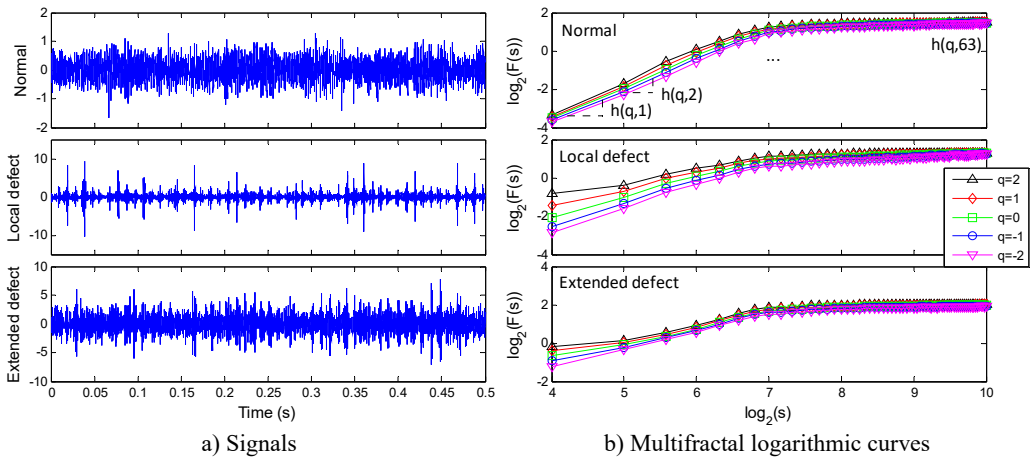 2
1
0
-1
-2
Normal
10
0
-10
Local defect
10
5
0
-5
-10
Extended defect
0
0.05
0.1
0.15
0.2
0.25
0.3
0.35
0.4
0.45
0.5
Time (s)
a) Signals
2
0
-2
-4
log2(F(s))
Normal
h(q,1)
h(q,2)
...
h(q,63)
2
0
-2
-4
log2(F(s))
Local defect
q=2
q=1
q=0
q=-1
q=-2
4
2
0
-2
log2(F(s))
Extended defect
4
5
6
7
8
9
10
log2(s)
b) Multifractal logarithmic curves